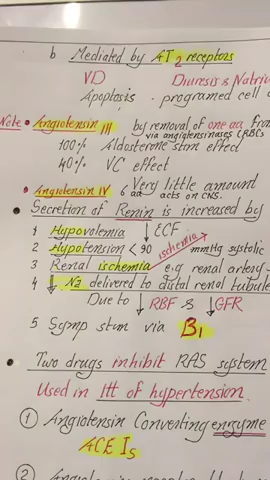 b Mediated by AT2 receptors
VD Diuresis & Natriu
Apoplasis . programed cell d
Note • Angiotensin III by removal of one aa from
via angiotensinases (RBCs
100% Aldosterone stim effect
40% VC effect
• Angiotensin IV 6 aa Very little amount
acts on CNS.
• Secretion of Renin is increased by
1 Hypovolemia ↓ECF
2 Hypotension < 90 mmHg systolic
ischemia
3 Renal ischemia e.g renal artery s
4 ↓ Na delivered to distal renal tubule
Due to ↓RBF & ↓GFR
5 Symp stim via B1
• Two drugs inhibit RAS system
Used in ttt of hypertension.
① Angiotensin Converting enzyme
ACE Is
②